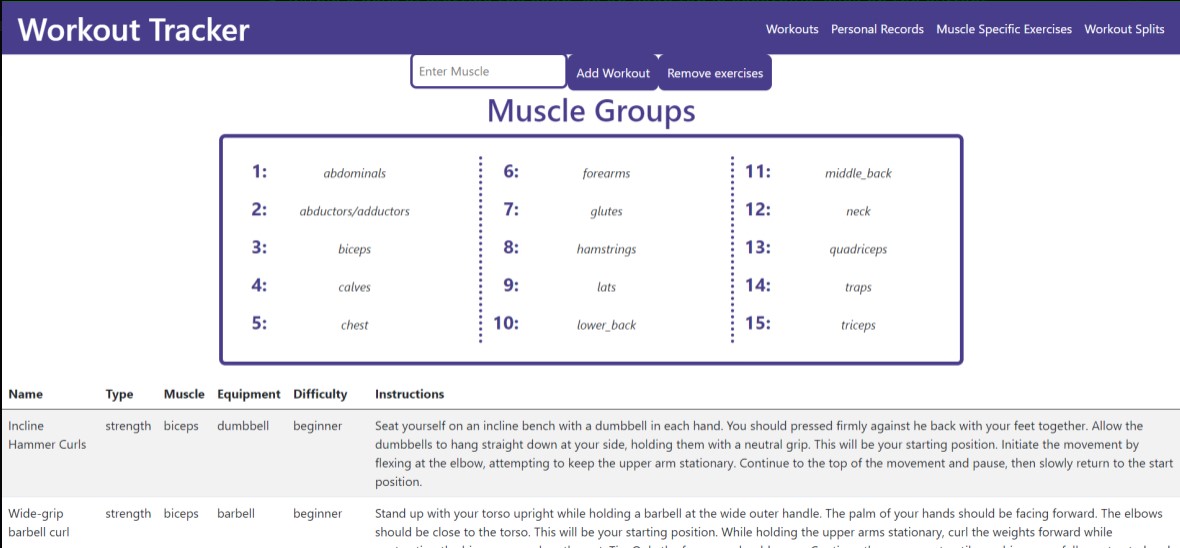 Workout Tracker
Workouts Personal Records Muscle Specific Exercises Workout Splits
Enter Muscle Add Workout Remove exercises
Muscle Groups
1: abdominals 6: forearms 11: middle_back
2: abductors/adductors 7: glutes 12: neck
3: biceps 8: hamstrings 13: quadriceps
4: calves 9: lats 14: traps
5: chest 10: lower_back 15: triceps
Name Type Muscle Equipment Difficulty Instructions
Incline strength biceps dumbbell beginner Seat yourself on an incline bench with a dumbbell in each hand. You should pressed firmly against he back with your feet together. Allow the
Hammer Curls dumbbells to hang straight down at your side, holding them with a neutral grip. This will be your starting position. Initiate the movement by
flexing at the elbow, attempting to keep the upper arm stationary. Continue to the top of the movement and pause, then slowly return to the start
position.
Wide-grip strength biceps barbell beginner Stand up with your torso upright while holding a barbell at the wide outer handle. The palm of your hands should be facing forward. The elbows
barbell curl should be close to the torso. This will be your starting position. While holding the upper arms stationary, curl the weights forward while